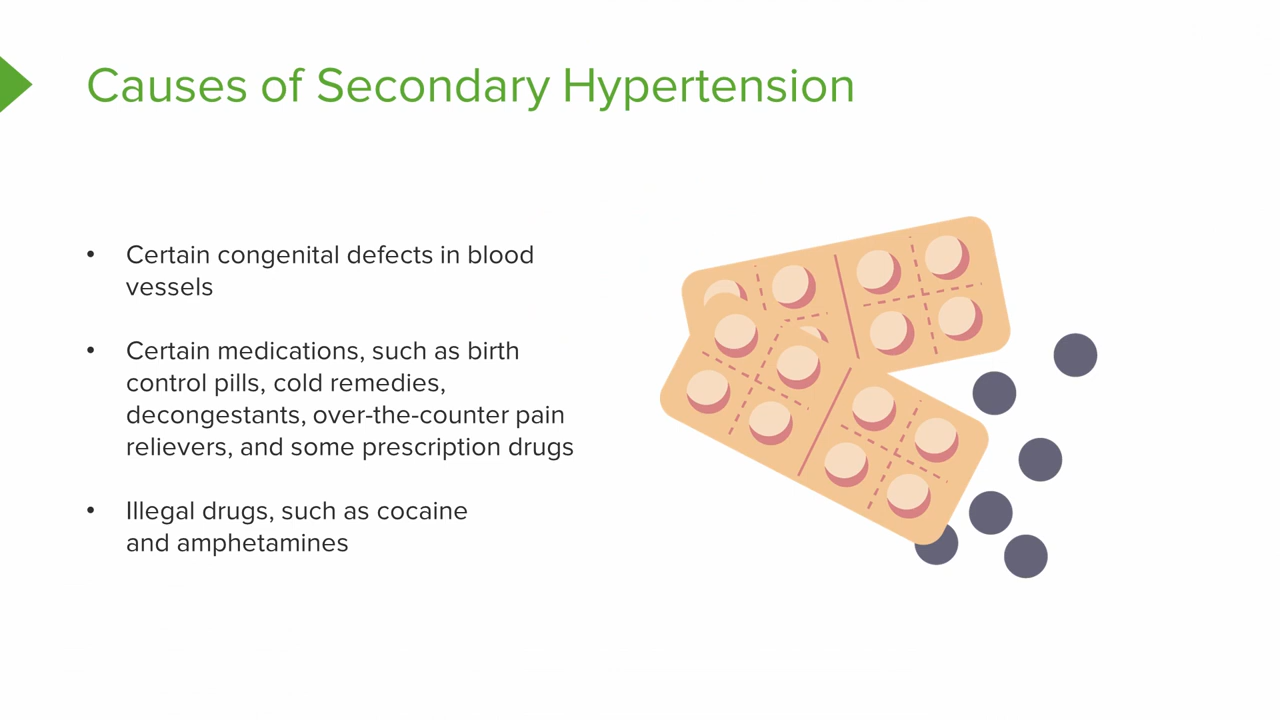 Causes of Secondary Hypertension
• Certain congenital defects in blood
vessels
• Certain medications, such as birth
control pills, cold remedies,
decongestants, over-the-counter pain
relievers, and some prescription drugs
• Illegal drugs, such as cocaine
and amphetamines